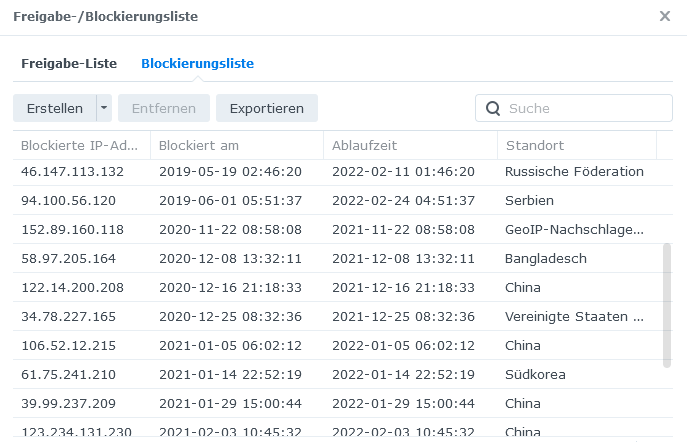 Freigabe-/Blockierungsliste
Freigabe-Liste Blockierungsliste
Erstellen Entfernen Exportieren Suche
Blockierte IP-Ad... Blockiert am Ablaufzeit Standort
46.147.113.132 2019-05-19 02:46:20 2022-02-11 01:46:20 Russische Föderation
94.100.56.120 2019-06-01 05:51:37 2022-02-24 04:51:37 Serbien
152.89.160.118 2020-11-22 08:58:08 2021-11-22 08:58:08 GeoIP-Nachschlage...
58.97.205.164 2020-12-08 13:32:11 2021-12-08 13:32:11 Bangladesch
122.14.200.208 2020-12-16 21:18:33 2021-12-16 21:18:33 China
34.78.227.165 2020-12-25 08:32:36 2021-12-25 08:32:36 Vereinigte Staaten ...
106.52.12.215 2021-01-05 06:02:12 2022-01-05 06:02:12 China
61.75.241.210 2021-01-14 22:52:19 2022-01-14 22:52:19 Südkorea
39.99.237.209 2021-01-29 15:00:44 2022-01-29 15:00:44 China
123.234.131.230 2021-02-03 10:45:32 2022-02-03 10:45:32 China